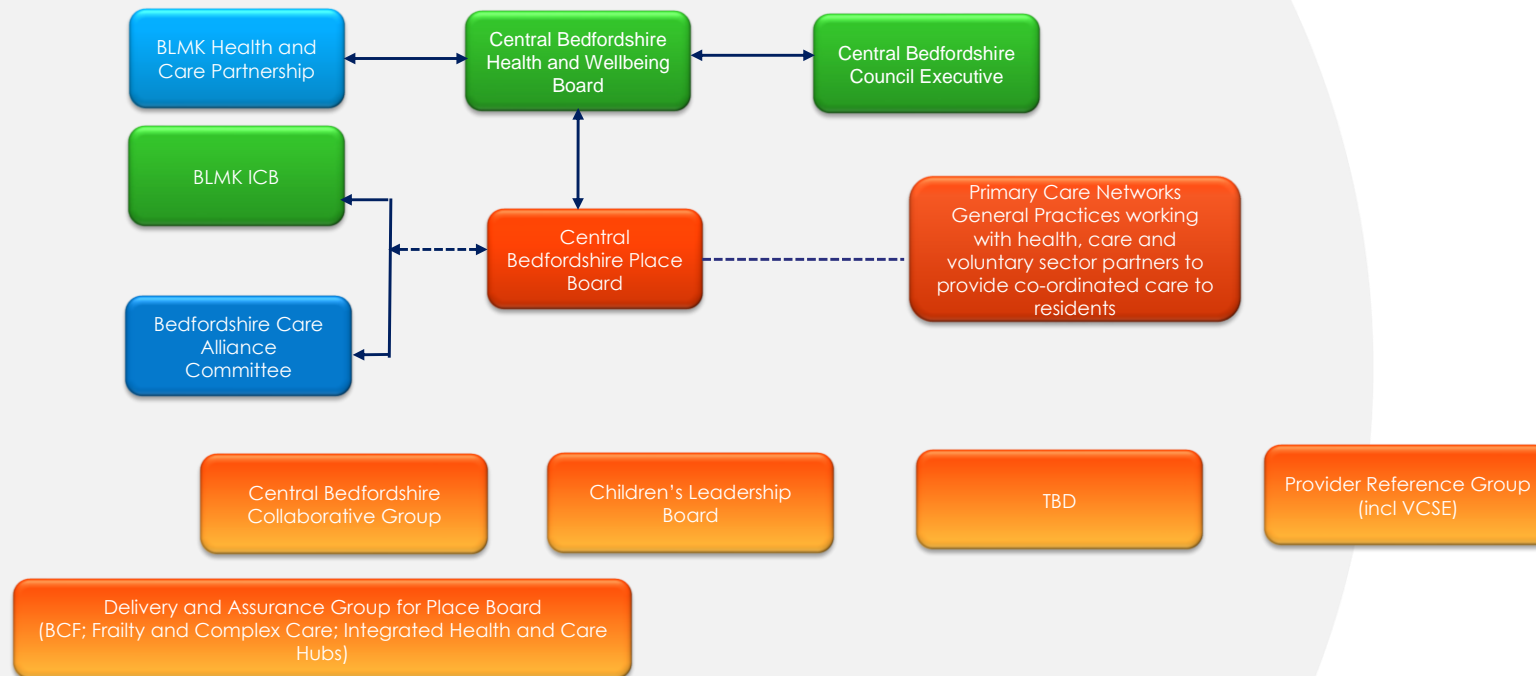 BLMK Health and
Care Partnership
Central Bedfordshire
Health and Wellbeing
Board
Central Bedfordshire
Council Executive
BLMK ICB
Central
Bedfordshire Place
Board
Primary Care Networks
General Practices working
with health, care and
voluntary sector partners to
provide co-ordinated care to
residents
Bedfordshire Care
Alliance
Committee
Central Bedfordshire
Collaborative Group
Children’s Leadership
Board
TBD
Provider Reference Group
(incl VCSE)
Delivery and Assurance Group for Place Board
(BCF; Frailty and Complex Care; Integrated Health and Care
Hubs)